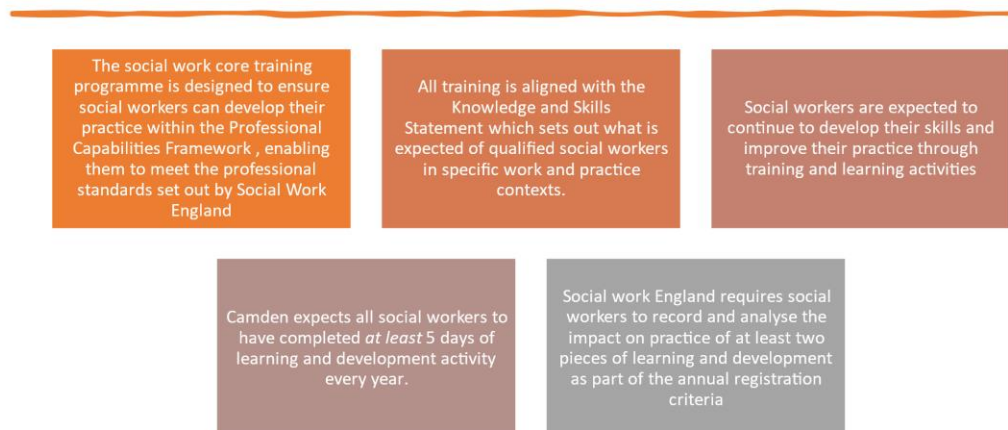 The social work core training
programme is designed to ensure
social workers can develop their
practice within the Professional
Capabilities Framework , enabling
them to meet the professional
standards set out by Social Work
England
All training is aligned with the
Knowledge and Skills
Statement which sets out what is
expected of qualified social workers
in specific work and practice
contexts.
Social workers are expected to
continue to develop their skills and
improve their practice through
training and learning activities
Camden expects all social workers to
have completed at least 5 days of
learning and development activity
every year.
Social work England requires social
workers to record and analyse the
impact on practice of at least two
pieces of learning and development
as part of the annual registration
criteria